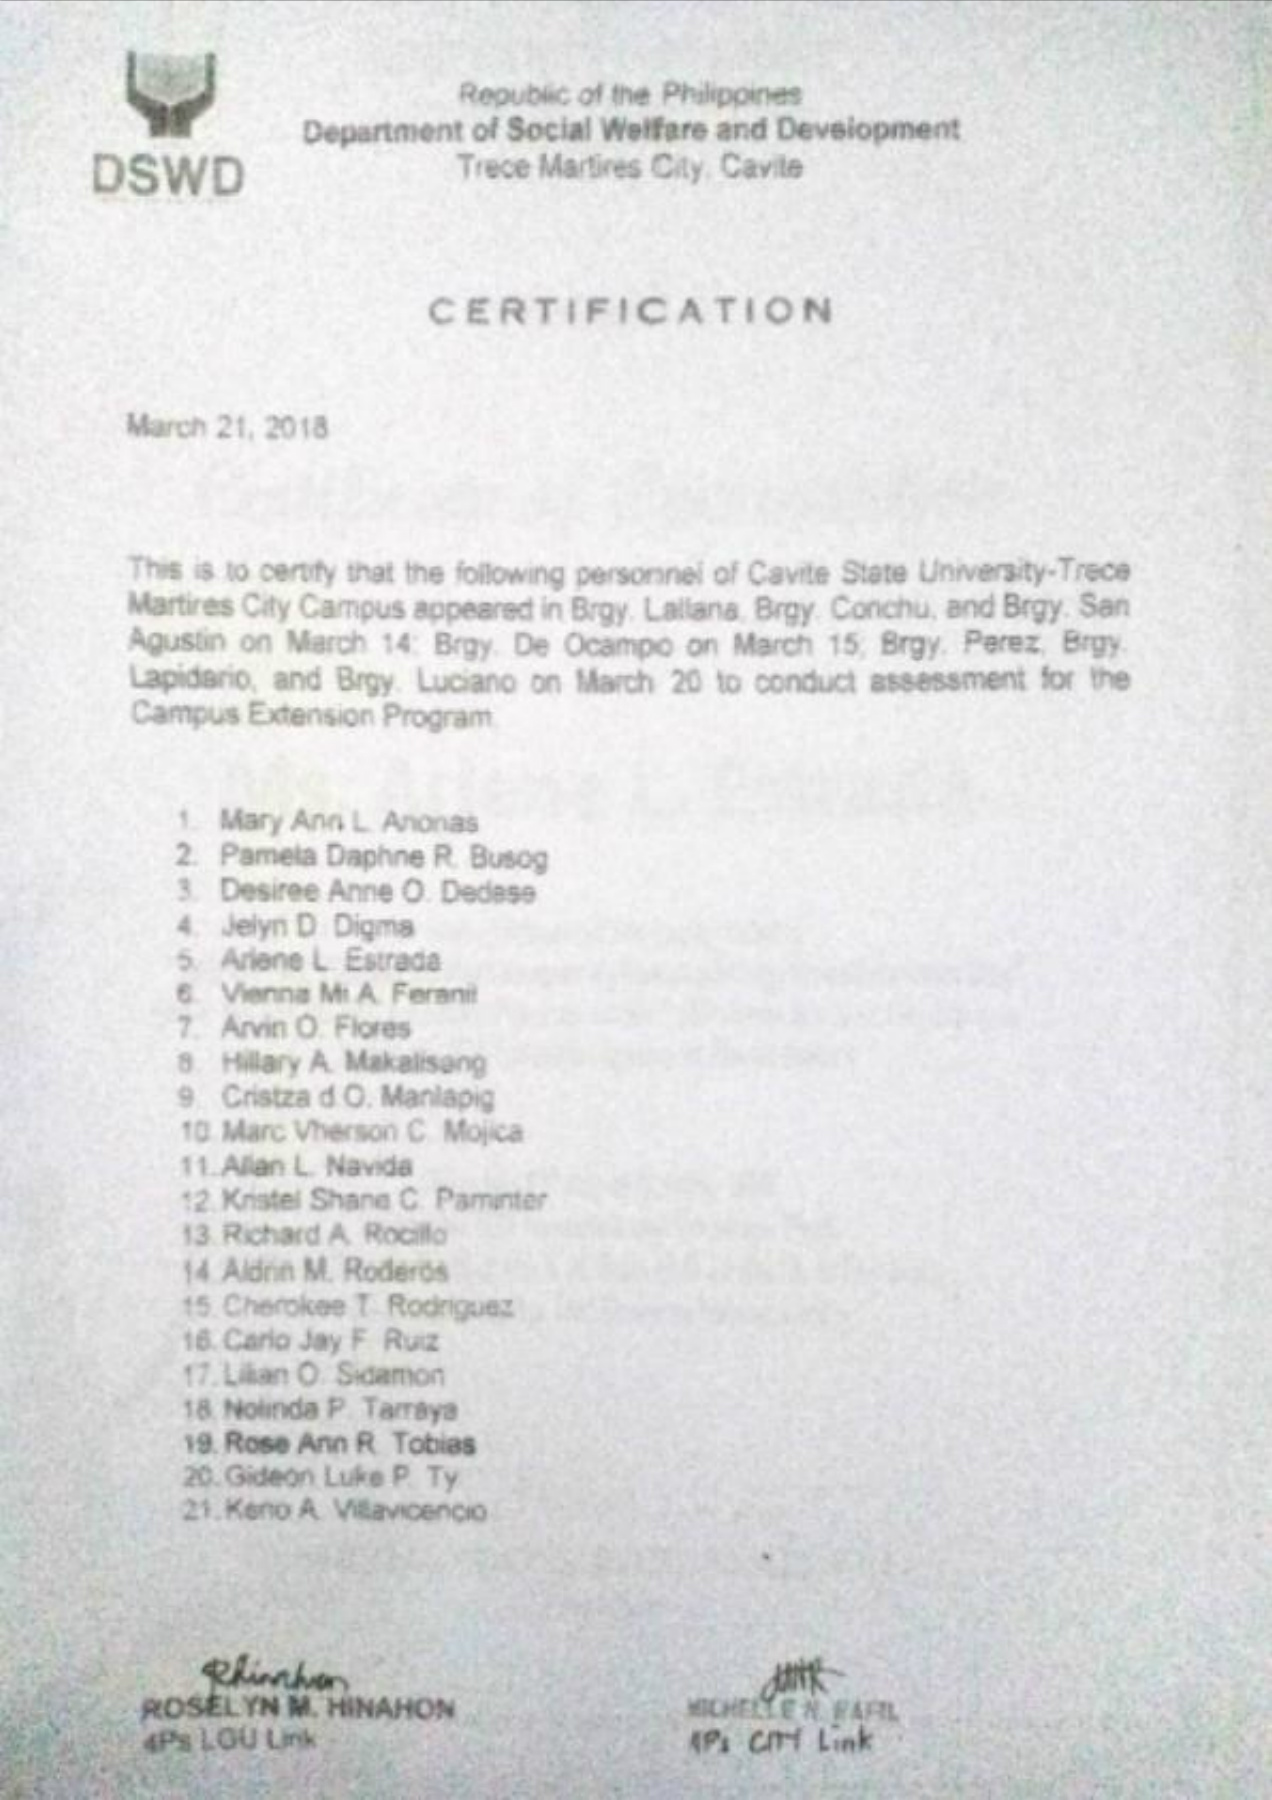 DSWD
Republic of the Philippines
Department of Social Welfare and Development
Trece Martires City, Cavite
CERTIFICATION
March 21, 2018
This is to certify that the following personnel of Cavite State University-Trece
Martires City Campus appeared in Brgy. Lallana, Brgy. Conchu, and Brgy. San
Agustin on March 14; Brgy. De Ocampo on March 15; Brgy. Perez, Brgy.
Lapidario, and Brgy. Luciano on March 20 to conduct assessment for the
Campus Extension Program.
1. Mary Ann L. Anonas
2. Pamela Daphne R. Busog
3. Desiree Anne O. Dedase
4. Jelyn D. Digma
5. Arlene L. Estrada
6. Vienna Mi A. Feranil
7. Arvin O. Flores
8. Hillary A. Makalisang
9. Cristza d O. Manlapig
10. Marc Vherson C. Mojica
11. Allan L. Navida
12. Kristel Shane C. Paminter
13. Richard A. Rocillo
14. Aldrin M. Roderos
15. Cherokee T. Rodriguez
16. Carlo Jay F. Ruiz
17. Lilian O. Sidamon
18. Nolinda P. Tarraya
19. Rose Ann R. Tobias
20. Gideon Luke P. Ty
21. Keno A. Villavicencio
ROSELYN M. HINAHON
4Ps LGU Link
MICHELLE N.
4Ps CITY Link